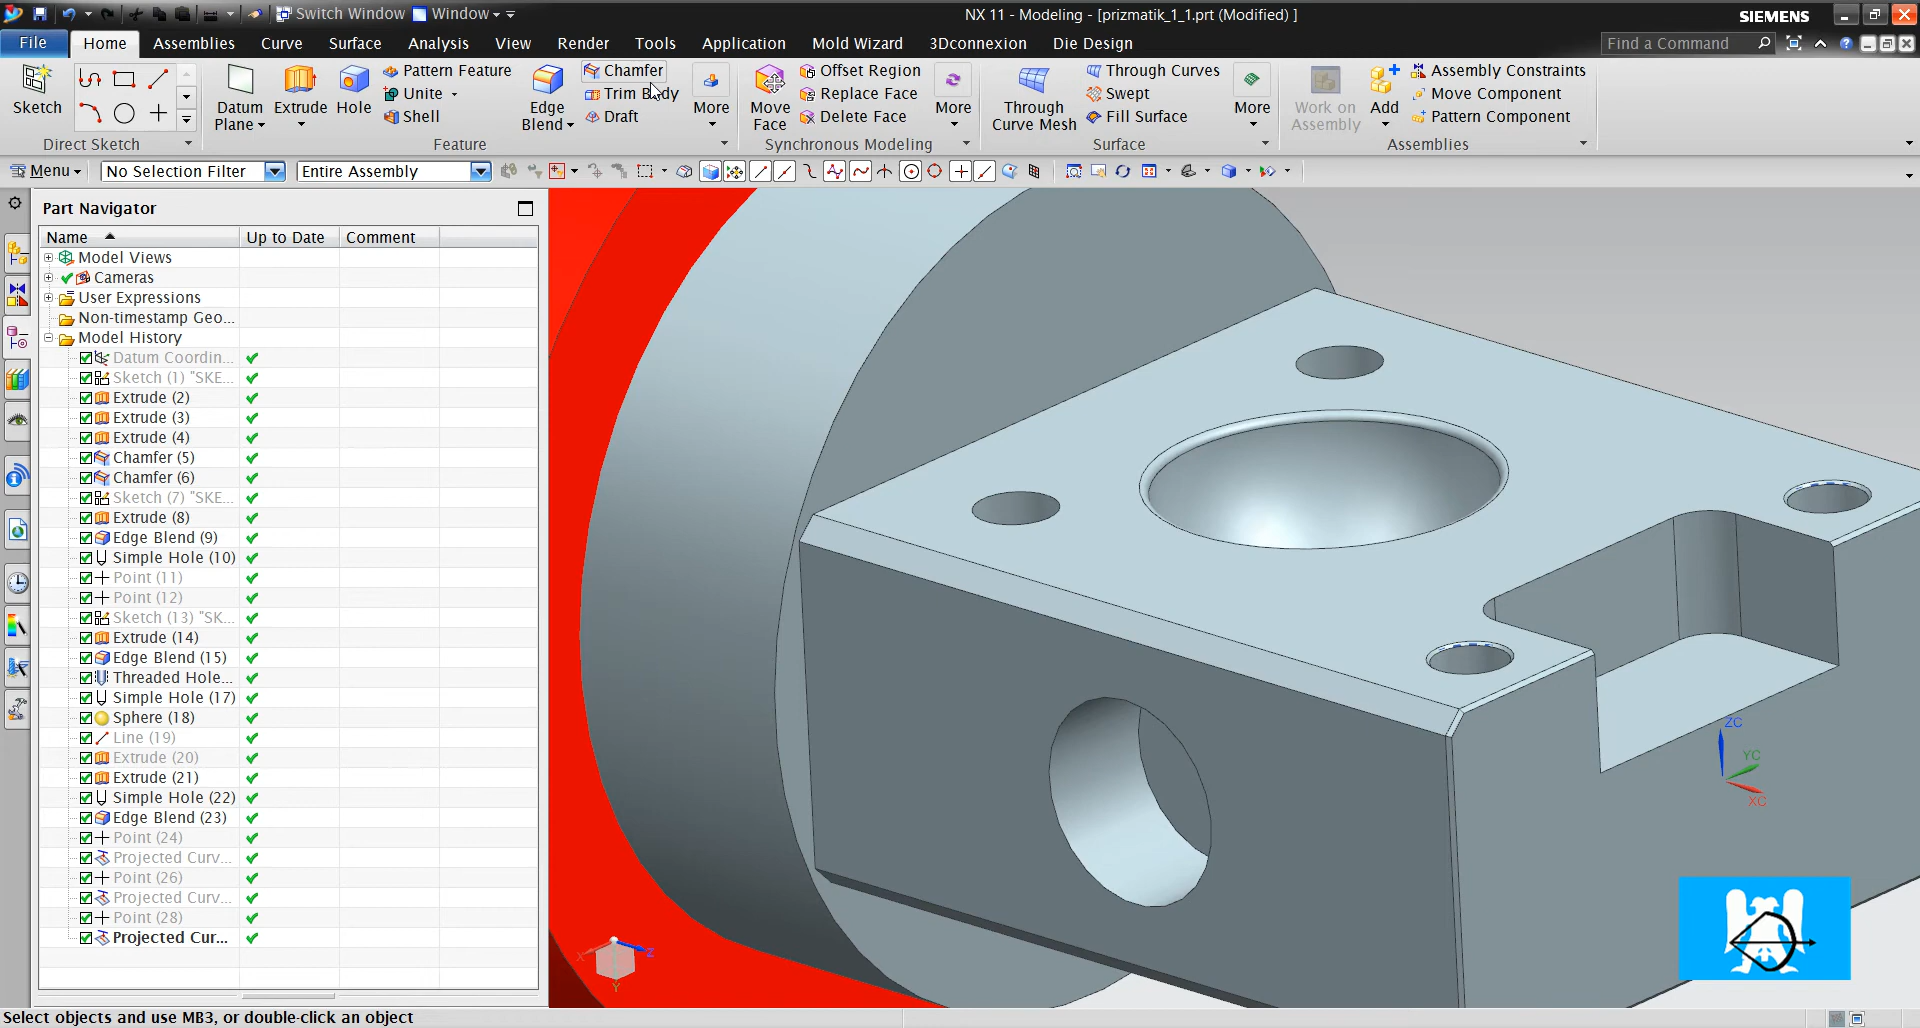 Switch Window
Window
NX 11 - Modeling - [prizmatik_1_1.prt (Modified) ]
SIEMENS
File
Home
Assemblies
Curve
Surface
Analysis
View
Render
Tools
Application
Mold Wizard
3Dconnexion
Die Design
Find a Command
Sketch
Direct Sketch
Datum
Plane
Extrude
Hole
Pattern Feature
Unite
Shell
Edge
Blend
Chamfer
Trim Body
Draft
More
Feature
Move
Face
Offset Region
Replace Face
Delete Face
More
Synchronous Modeling
Through
Curve Mesh
Through Curves
Swept
Fill Surface
More
Surface
Work on
Assembly
Add
Assembly Constraints
Move Component
Pattern Component
Assemblies
Menu
No Selection Filter
Entire Assembly
Part Navigator
Name
Up to Date
Comment
Model Views
Cameras
User Expressions
Non-timestamp Geo...
Model History
Datum Coordin...
Sketch (1) "SKE...
Extrude (2)
Extrude (3)
Extrude (4)
Chamfer (5)
Chamfer (6)
Sketch (7) "SKE...
Extrude (8)
Edge Blend (9)
Simple Hole (10)
Point (11)
Point (12)
Sketch (13) "SK...
Extrude (14)
Edge Blend (15)
Threaded Hole...
Simple Hole (17)
Sphere (18)
Line (19)
Extrude (20)
Extrude (21)
Simple Hole (22)
Edge Blend (23)
Point (24)
Projected Curv...
Point (26)
Projected Curv...
Point (28)
Projected Cur...
ZC
YC
XC
X
Z
Y
Select objects and use MB3, or double-click an object